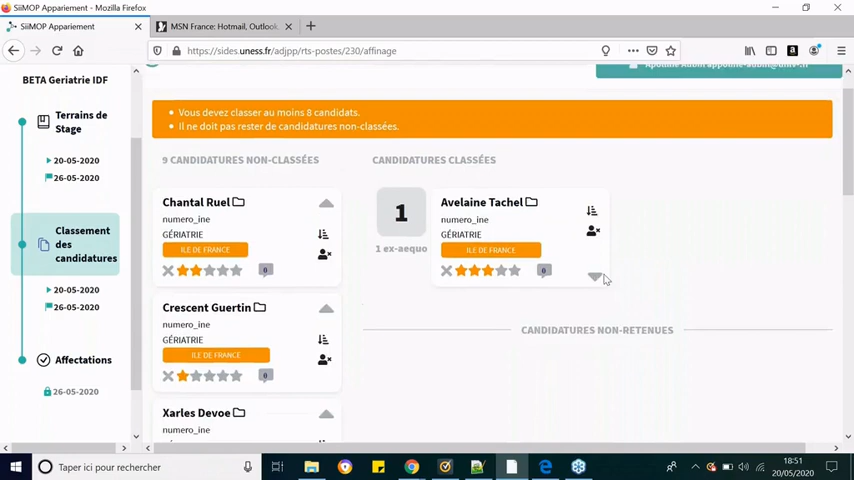 SiiMOP Appariement - Mozilla Firefox
SiiMOP Appariement
MSN France: Hotmail, Outlook,
https://sides.uness.fr/adjpp/rts-postes/230/affinage
BETA Geriatrie IDF
Terrains de
Stage
20-05-2020
26-05-2020
Classement
des
candidatures
20-05-2020
26-05-2020
Affectations
26-05-2020
Vous devez classer au moins 8 candidats.
Il ne doit pas rester de candidatures non-classées.
9 CANDIDATURES NON-CLASSÉES
Chantal Ruel
numero_ine
GÉRIATRIE
ILE DE FRANCE
0
Crescent Guertin
numero_ine
GÉRIATRIE
ILE DE FRANCE
0
Xarles Devoe
numero_ine
CANDIDATURES CLASSÉES
1
1 ex-aequo
Avelaine Tachel
numero_ine
GÉRIATRIE
ILE DE FRANCE
0
CANDIDATURES NON-RETENUES
Taper ici pour rechercher
18:51
20/05/2020